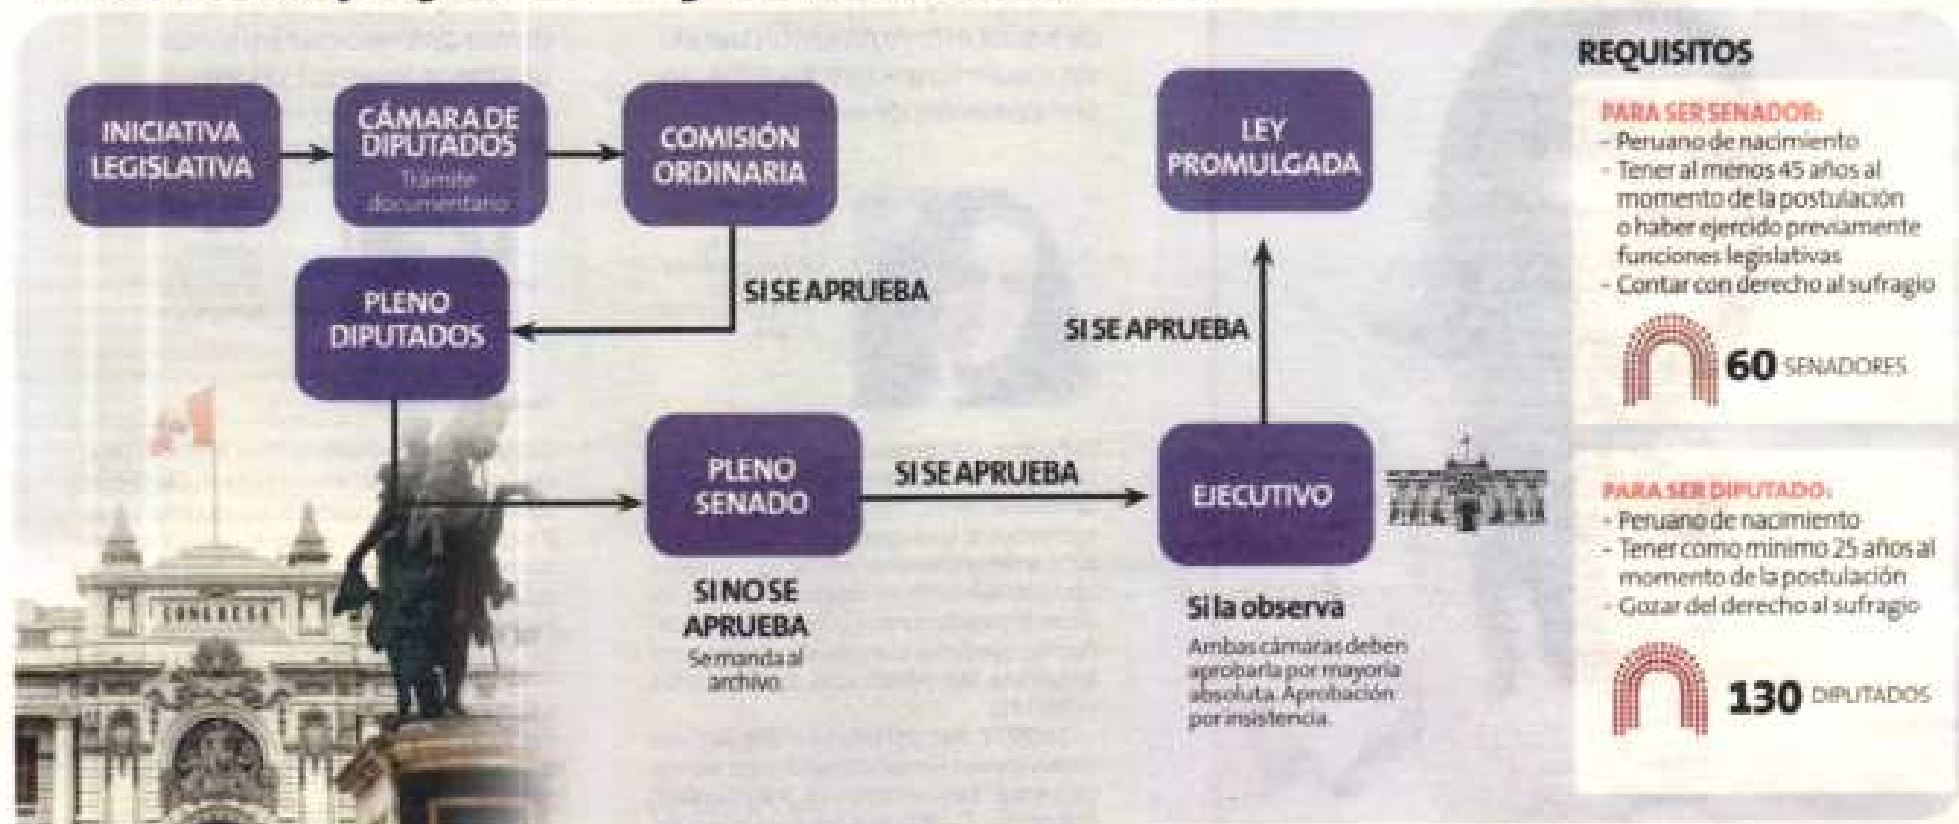 INICIATIVA
LEGISLATIVA
CÁMARA DE
DIPUTADOS
Trámite
documentario
COMISIÓN
ORDINARIA
SI SE APRUEBA
PLENO
DIPUTADOS
PLENO
SENADO
SI NO SE
APRUEBA
Se manda al
archivo.
SI SE APRUEBA
EJECUTIVO
Si la observa
Ambas cámaras deben
aprobarla por mayoría
absoluta. Aprobación
por insistencia.
SI SE APRUEBA
LEY
PROMULGADA
CONGRESO
REQUISITOS
PARA SER SENADOR:
- Peruano de nacimiento
- Tener al menos 45 años al
momento de la postulación
o haber ejercido previamente
funciones legislativas
- Contar con derecho al sufragio
60 SENADORES
PARA SER DIPUTADO:
- Peruano de nacimiento
- Tener como mínimo 25 años al
momento de la postulación
- Gozar del derecho al sufragio
130 DIPUTADOS